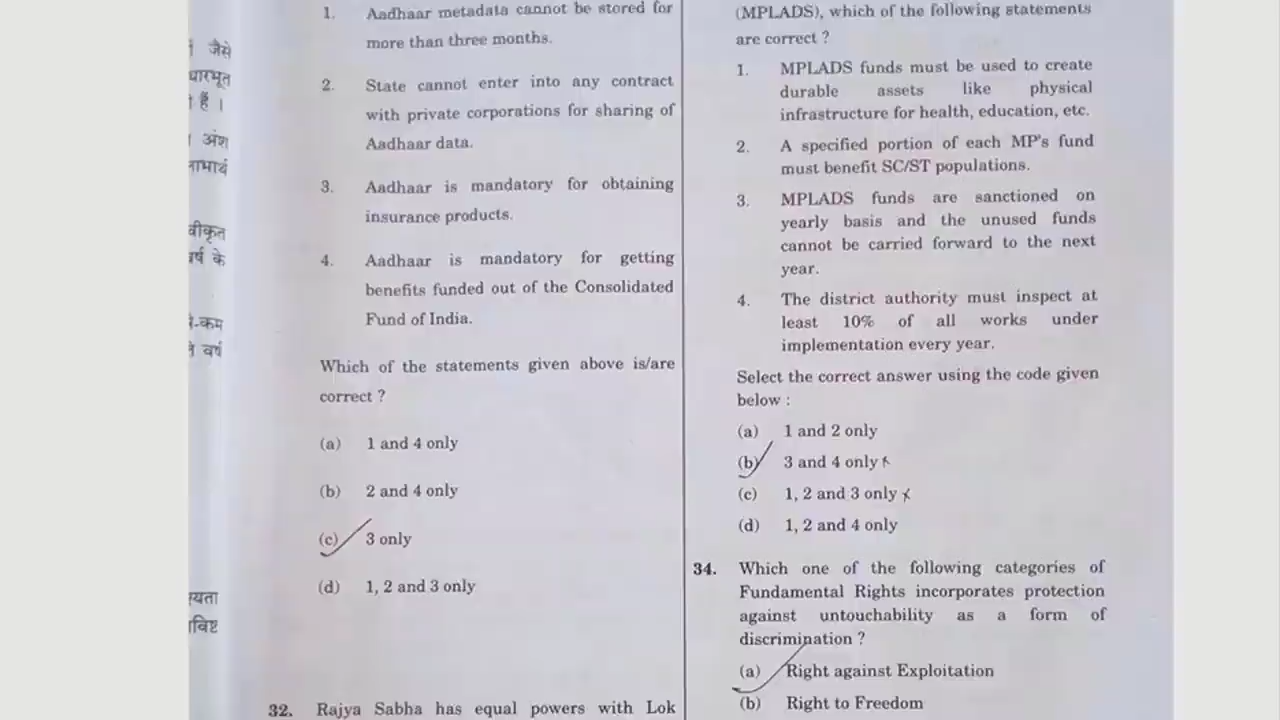 जैसे
धारभूत
हैं ।
अंश
वीकृत
वर्ष के
वर्ष
1. Aadhaar metadata cannot be stored for
more than three months.
2. State cannot enter into any contract
with private corporations for sharing of
Aadhaar data.
3. Aadhaar is mandatory for obtaining
insurance products.
4. Aadhaar is mandatory for getting
benefits funded out of the Consolidated
Fund of India.
Which of the statements given above is/are
correct ?
(a) 1 and 4 only
(b) 2 and 4 only
(c) 3 only
(d) 1, 2 and 3 only
32. Rajya Sabha has equal powers with Lok
(MPLADS), which of the following statements
are correct ?
1. MPLADS funds must be used to create
durable assets like physical
infrastructure for health, education, etc.
2. A specified portion of each MP's fund
must benefit SC/ST populations.
3. MPLADS funds are sanctioned on
yearly basis and the unused funds
cannot be carried forward to the next
year.
4. The district authority must inspect at
least 10% of all works under
implementation every year.
Select the correct answer using the code given
below :
(a) 1 and 2 only
(b) 3 and 4 only
(c) 1, 2 and 3 only
(d) 1, 2 and 4 only
34. Which one of the following categories of
Fundamental Rights incorporates protection
against untouchability as a form of
discrimination ?
(a) Right against Exploitation
(b) Right to Freedom